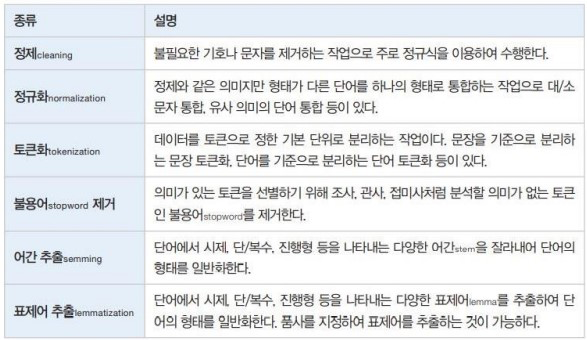 종류 설명
정제cleaning 불필요한 기호나 문자를 제거하는 작업으로 주로 정규식을 이용하여 수행한다.
정규화normalization 정제와 같은 의미지만 형태가 다른 단어를 하나의 형태로 통합하는 작업으로 대/소
문자 통합, 유사 의미의 단어 통합 등이 있다.
토큰화tokenization 데이터를 토큰으로 정한 기본 단위로 분리하는 작업이다. 문장을 기준으로 분리하
는 문장 토큰화, 단어를 기준으로 분리하는 단어 토큰화 등이 있다.
불용어stopword 제거 의미가 있는 토큰을 선별하기 위해 조사, 관사, 접미사처럼 분석할 의미가 없는 토큰
인 불용어stopword를 제거한다.
어간 추출semming 단어에서 시제, 단/복수, 진행형 등을 나타내는 다양한 어간stem을 잘라내어 단어의
형태를 일반화한다.
표제어 추출lemmatization 단어에서 시제, 단/복수, 진행형 등을 나타내는 다양한 표제어lemma를 추출하여 단
어의 형태를 일반화한다. 품사를 지정하여 표제어를 추출하는 것이 가능하다.